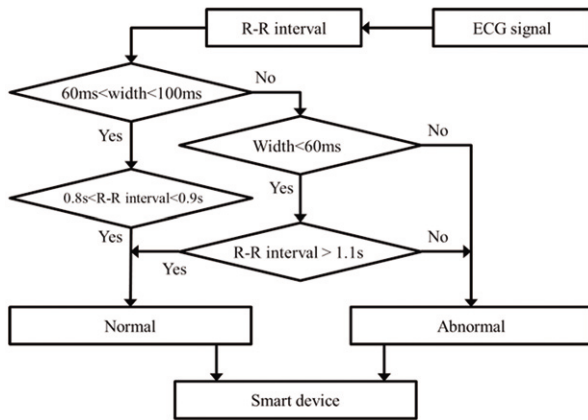 R-R interval
ECG signal
60ms<width<100ms
No
Yes
Width<60ms
No
0.8s<R-R interval<0.9s
Yes
Yes
R-R interval > 1.1s
No
Yes
Normal
Abnormal
Smart device